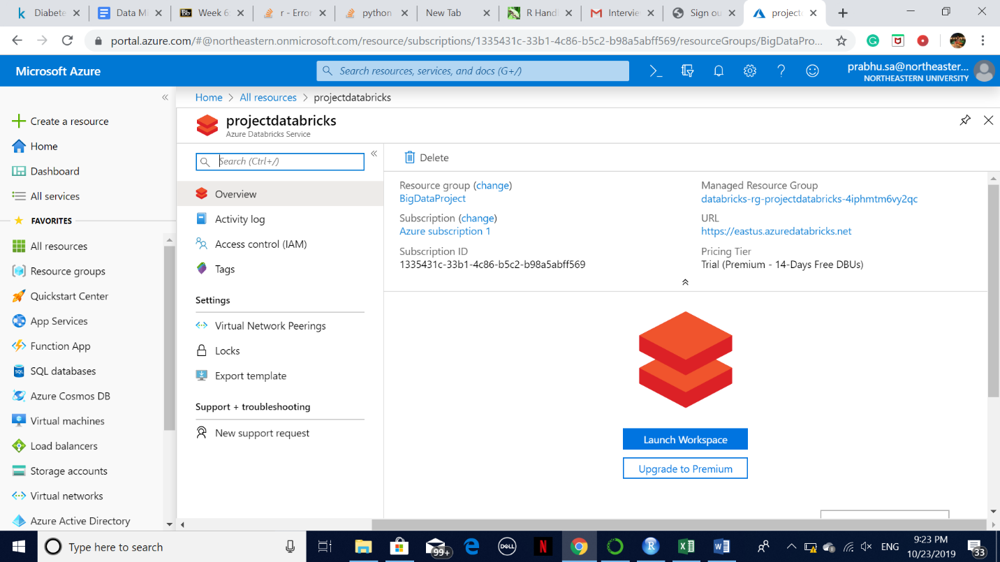 Diabete
Data Mi
Week 6:
r - Error
python
New Tab
R Handl
Intervie
Sign ou
project
portal.azure.com/#@northeastern.onmicrosoft.com/resource/subscriptions/1335431c-33b1-4c86-b5c2-b98a5abff569/resourceGroups/BigDataPro...
Microsoft Azure
Search resources, services, and docs (G+/)
prabhu.sa@northeaster...
NORTHEASTERN UNIVERSITY
Create a resource
Home
Dashboard
All services
FAVORITES
All resources
Resource groups
Quickstart Center
App Services
Function App
SQL databases
Azure Cosmos DB
Virtual machines
Load balancers
Storage accounts
Virtual networks
Azure Active Directory
Home > All resources > projectdatabricks
projectdatabricks
Azure Databricks Service
Search (Ctrl+/)
Overview
Activity log
Access control (IAM)
Tags
Settings
Virtual Network Peerings
Locks
Export template
Support + troubleshooting
New support request
Delete
Resource group (change)
BigDataProject
Subscription (change)
Azure subscription 1
Subscription ID
1335431c-33b1-4c86-b5c2-b98a5abff569
Managed Resource Group
databricks-rg-projectdatabricks-4iphmtm6vy2qc
URL
https://eastus.azuredatabricks.net
Pricing Tier
Trial (Premium - 14-Days Free DBUs)
Launch Workspace
Upgrade to Premium
Type here to search
99+
DELL
N
R
ENG
9:23 PM
10/23/2019
33